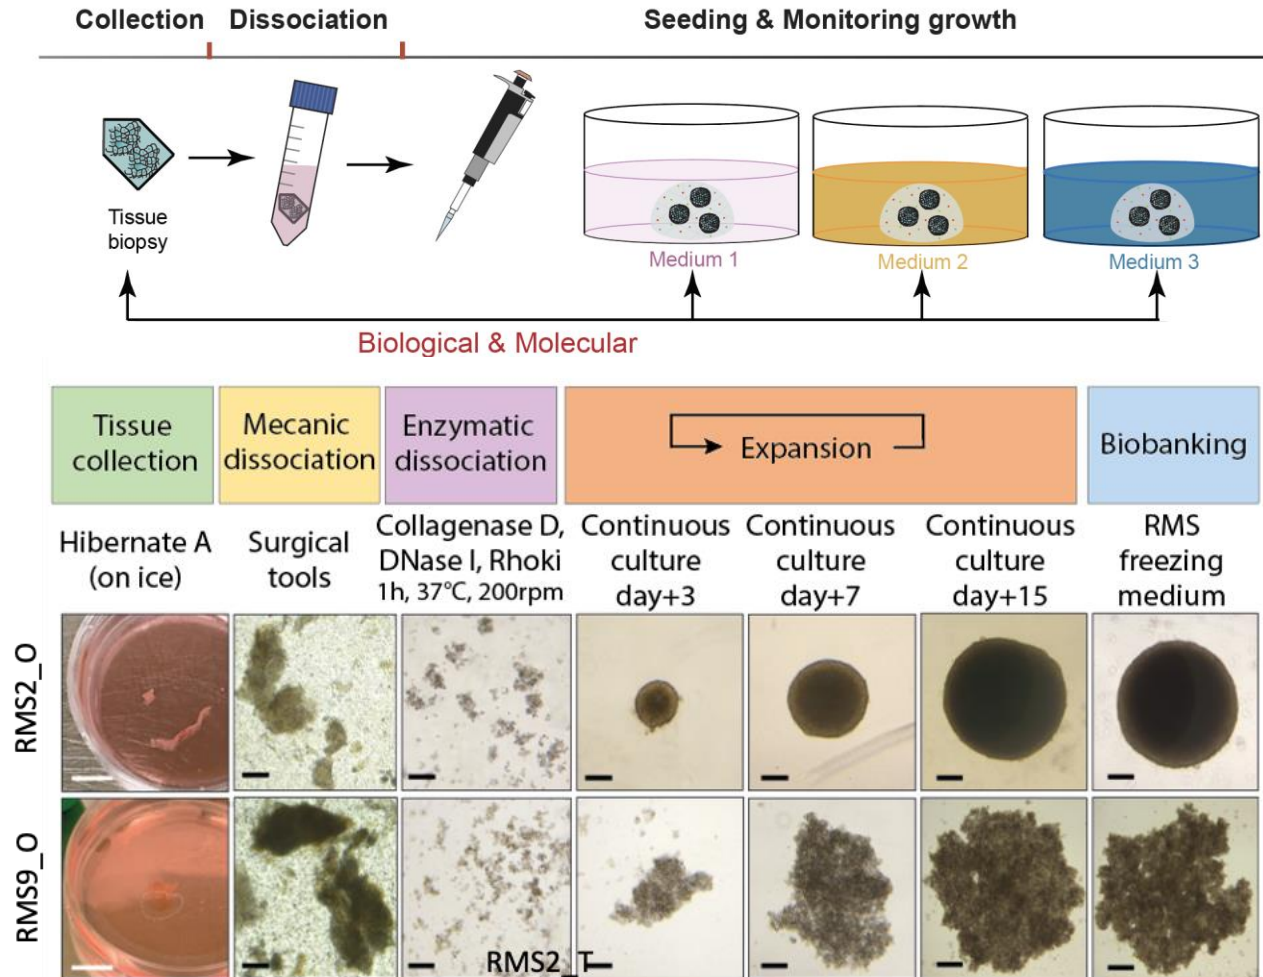 Collection
Dissociation
Seeding & Monitoring growth
Tissue
biopsy
Medium 1
Medium 2
Medium 3
Biological & Molecular
Tissue
collection
Mecanic
dissociation
Enzymatic
dissociation
Expansion
Biobanking
Hibernate A
(on ice)
Surgical
tools
Collagenase D,
DNase I, Rhoki
1h, 37°C, 200rpm
Continuous
culture
day+3
Continuous
culture
day+7
Continuous
culture
day+15
RMS
freezing
medium
RMS2_O
RMS9_O
RMS2_T